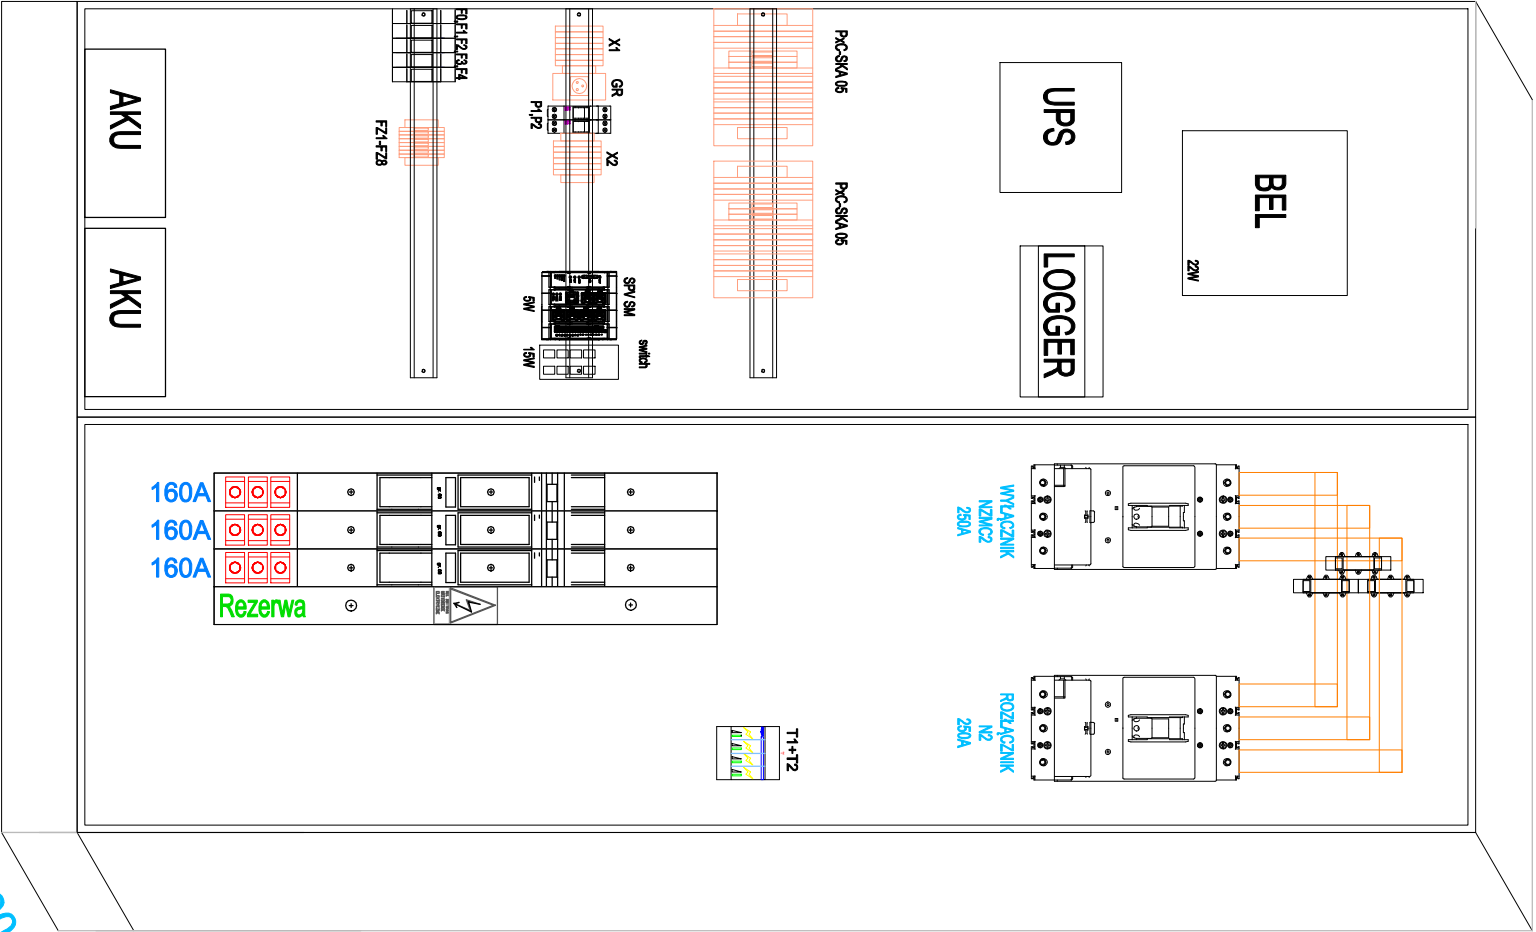 F0,F1,F2,F3,F4
X1
GR
P1,P2
X2
FZ1-FZ8
PxC-SKA 05
PxC-SKA 05
AKU
AKU
UPS
BEL
22W
LOGGER
SPV SM
5W
switch
15W
160A
160A
160A
Rezerwa
WYŁĄCZNIK
NZMC2
250A
ROZŁĄCZNIK
N2
250A
T1+T2